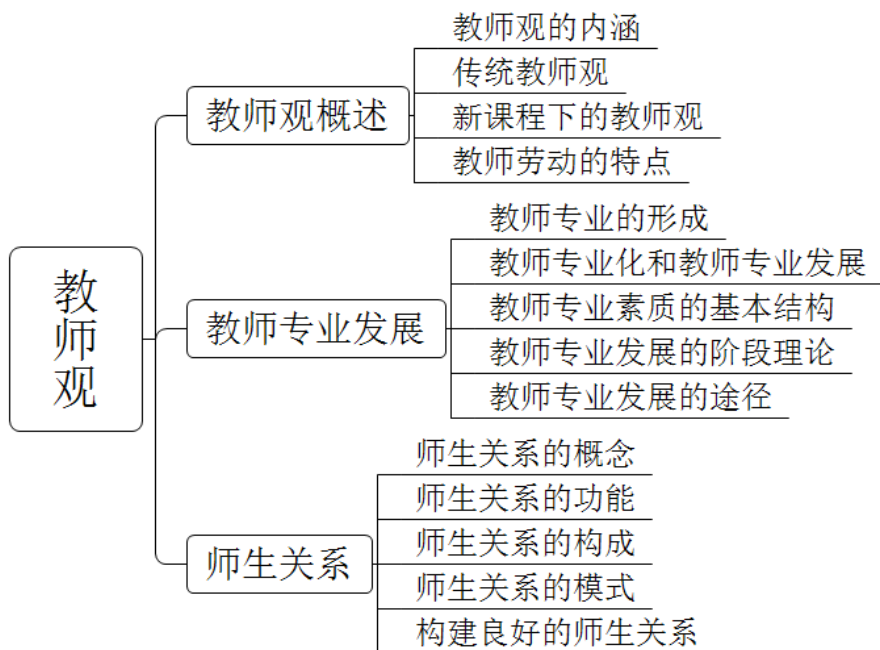 教师观
教师观概述
教师观的内涵
传统教师观
新课程下的教师观
教师劳动的特点
教师专业发展
教师专业的形成
教师专业化和教师专业发展
教师专业素质的基本结构
教师专业发展的阶段理论
教师专业发展的途径
师生关系
师生关系的概念
师生关系的功能
师生关系的构成
师生关系的模式
构建良好的师生关系